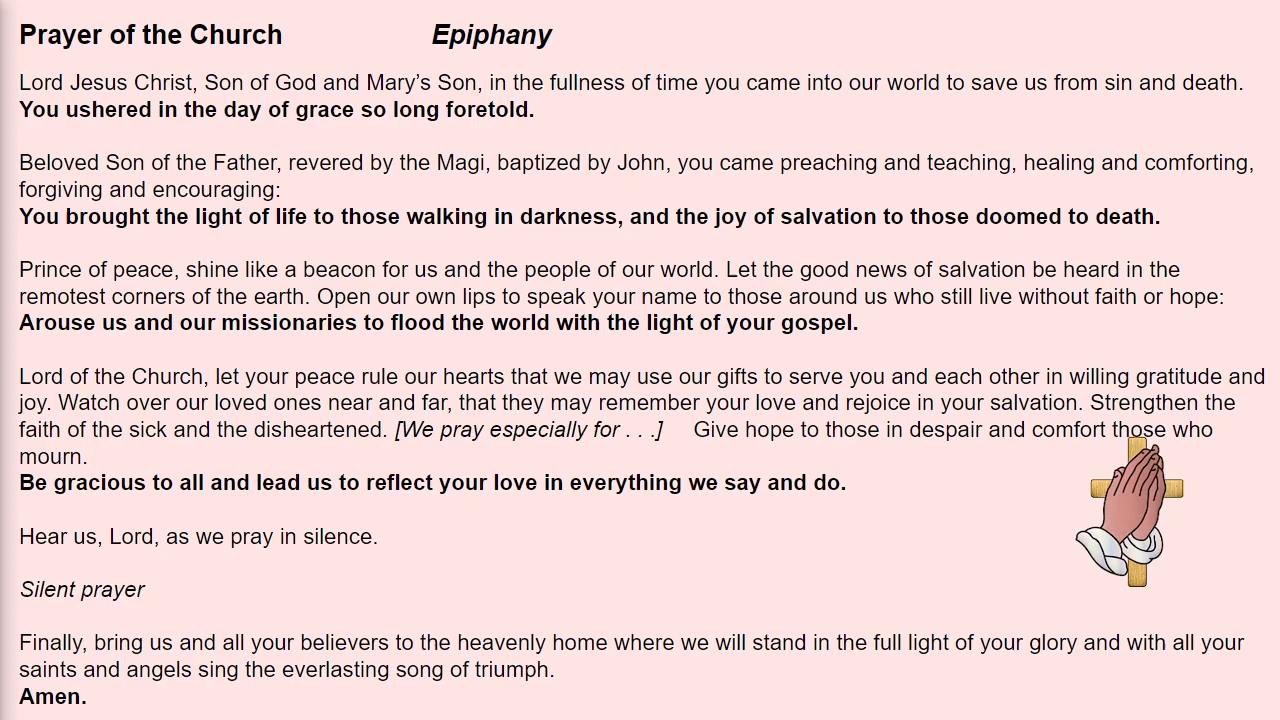 Prayer of the Church Epiphany
Lord Jesus Christ, Son of God and Mary’s Son, in the fullness of time you came into our world to save us from sin and death.
You ushered in the day of grace so long foretold.
Beloved Son of the Father, revered by the Magi, baptized by John, you came preaching and teaching, healing and comforting,
forgiving and encouraging:
You brought the light of life to those walking in darkness, and the joy of salvation to those doomed to death.
Prince of peace, shine like a beacon for us and the people of our world. Let the good news of salvation be heard in the
remotest corners of the earth. Open our own lips to speak your name to those around us who still live without faith or hope:
Arouse us and our missionaries to flood the world with the light of your gospel.
Lord of the Church, let your peace rule our hearts that we may use our gifts to serve you and each other in willing gratitude and
joy. Watch over our loved ones near and far, that they may remember your love and rejoice in your salvation. Strengthen the
faith of the sick and the disheartened. [We pray especially for . . .] Give hope to those in despair and comfort those who
mourn.
Be gracious to all and lead us to reflect your love in everything we say and do.
Hear us, Lord, as we pray in silence.
Silent prayer
Finally, bring us and all your believers to the heavenly home where we will stand in the full light of your glory and with all your
saints and angels sing the everlasting song of triumph.
Amen.